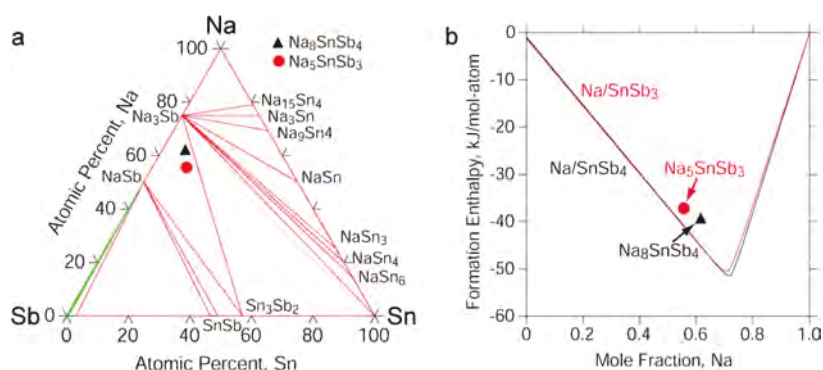 a
Na
▲ Na₈SnSb₄
● Na₅SnSb₃
100
80
60
40
20
0
Atomic Percent, Na
Na₃Sb
NaSb
Na₁₅Sn₄
Na₃Sn
Na₉Sn4
NaSn
NaSn₃
NaSn₄
NaSn₆
Sn₃Sb₂
SnSb
Sb
Sn
0
20
40
60
80
100
Atomic Percent, Sn
b
Formation Enthalpy, kJ/mol-atom
0
-10
-20
-30
-40
-50
-60
Na/SnSb₃
Na/SnSb₄
Na₅SnSb₃
Na₈SnSb₄
0
0.2
0.4
0.6
0.8
1.0
Mole Fraction, Na